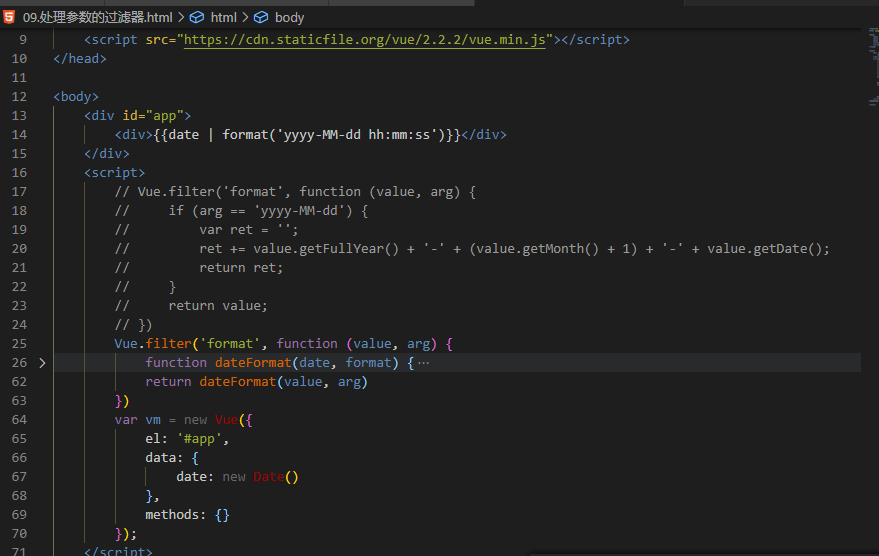 09.处理参数的过滤器.html > html > body
9 <script src="https://cdn.staticfile.org/vue/2.2.2/vue.min.js"></script>
10 </head>
11
12 <body>
13 <div id="app">
14 <div>{{date | format('yyyy-MM-dd hh:mm:ss')}}</div>
15 </div>
16 <script>
17 // Vue.filter('format', function (value, arg) {
18 //     if (arg == 'yyyy-MM-dd') {
19 //         var ret = '';
20 //         ret += value.getFullYear() + '-' + (value.getMonth() + 1) + '-' + value.getDate();
21 //         return ret;
22 //     }
23 //     return value;
24 // })
25 Vue.filter('format', function (value, arg) {
26 > function dateFormat(date, format) {⋯
62 return dateFormat(value, arg)
63 })
64 var vm = new Vue({
65 el: '#app',
66 data: {
67 date: new Date()
68 },
69 methods: {}
70 });
71 </script>